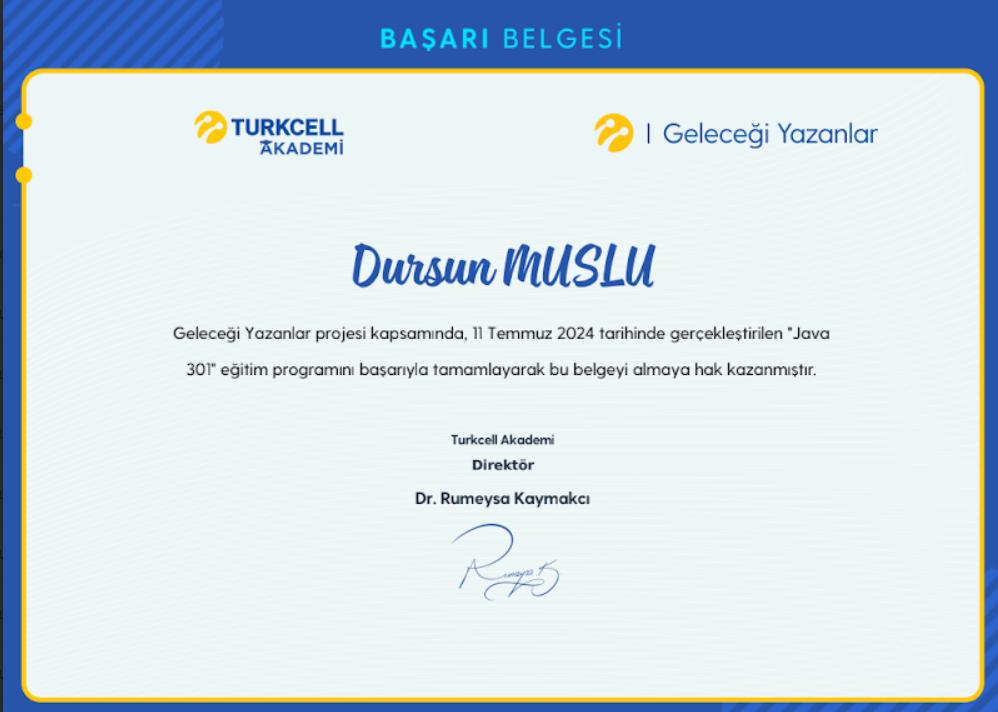 BAŞARI BELGESİ
TURKCELL
AKADEMİ
| Geleceği Yazanlar
Dursun MUSLU
Geleceği Yazanlar projesi kapsamında, 11 Temmuz 2024 tarihinde gerçekleştirilen "Java
301" eğitim programını başarıyla tamamlayarak bu belgeyi almaya hak kazanmıştır.
Turkcell Akademi
Direktör
Dr. Rumeysa Kaymakcı
Rumeysa K